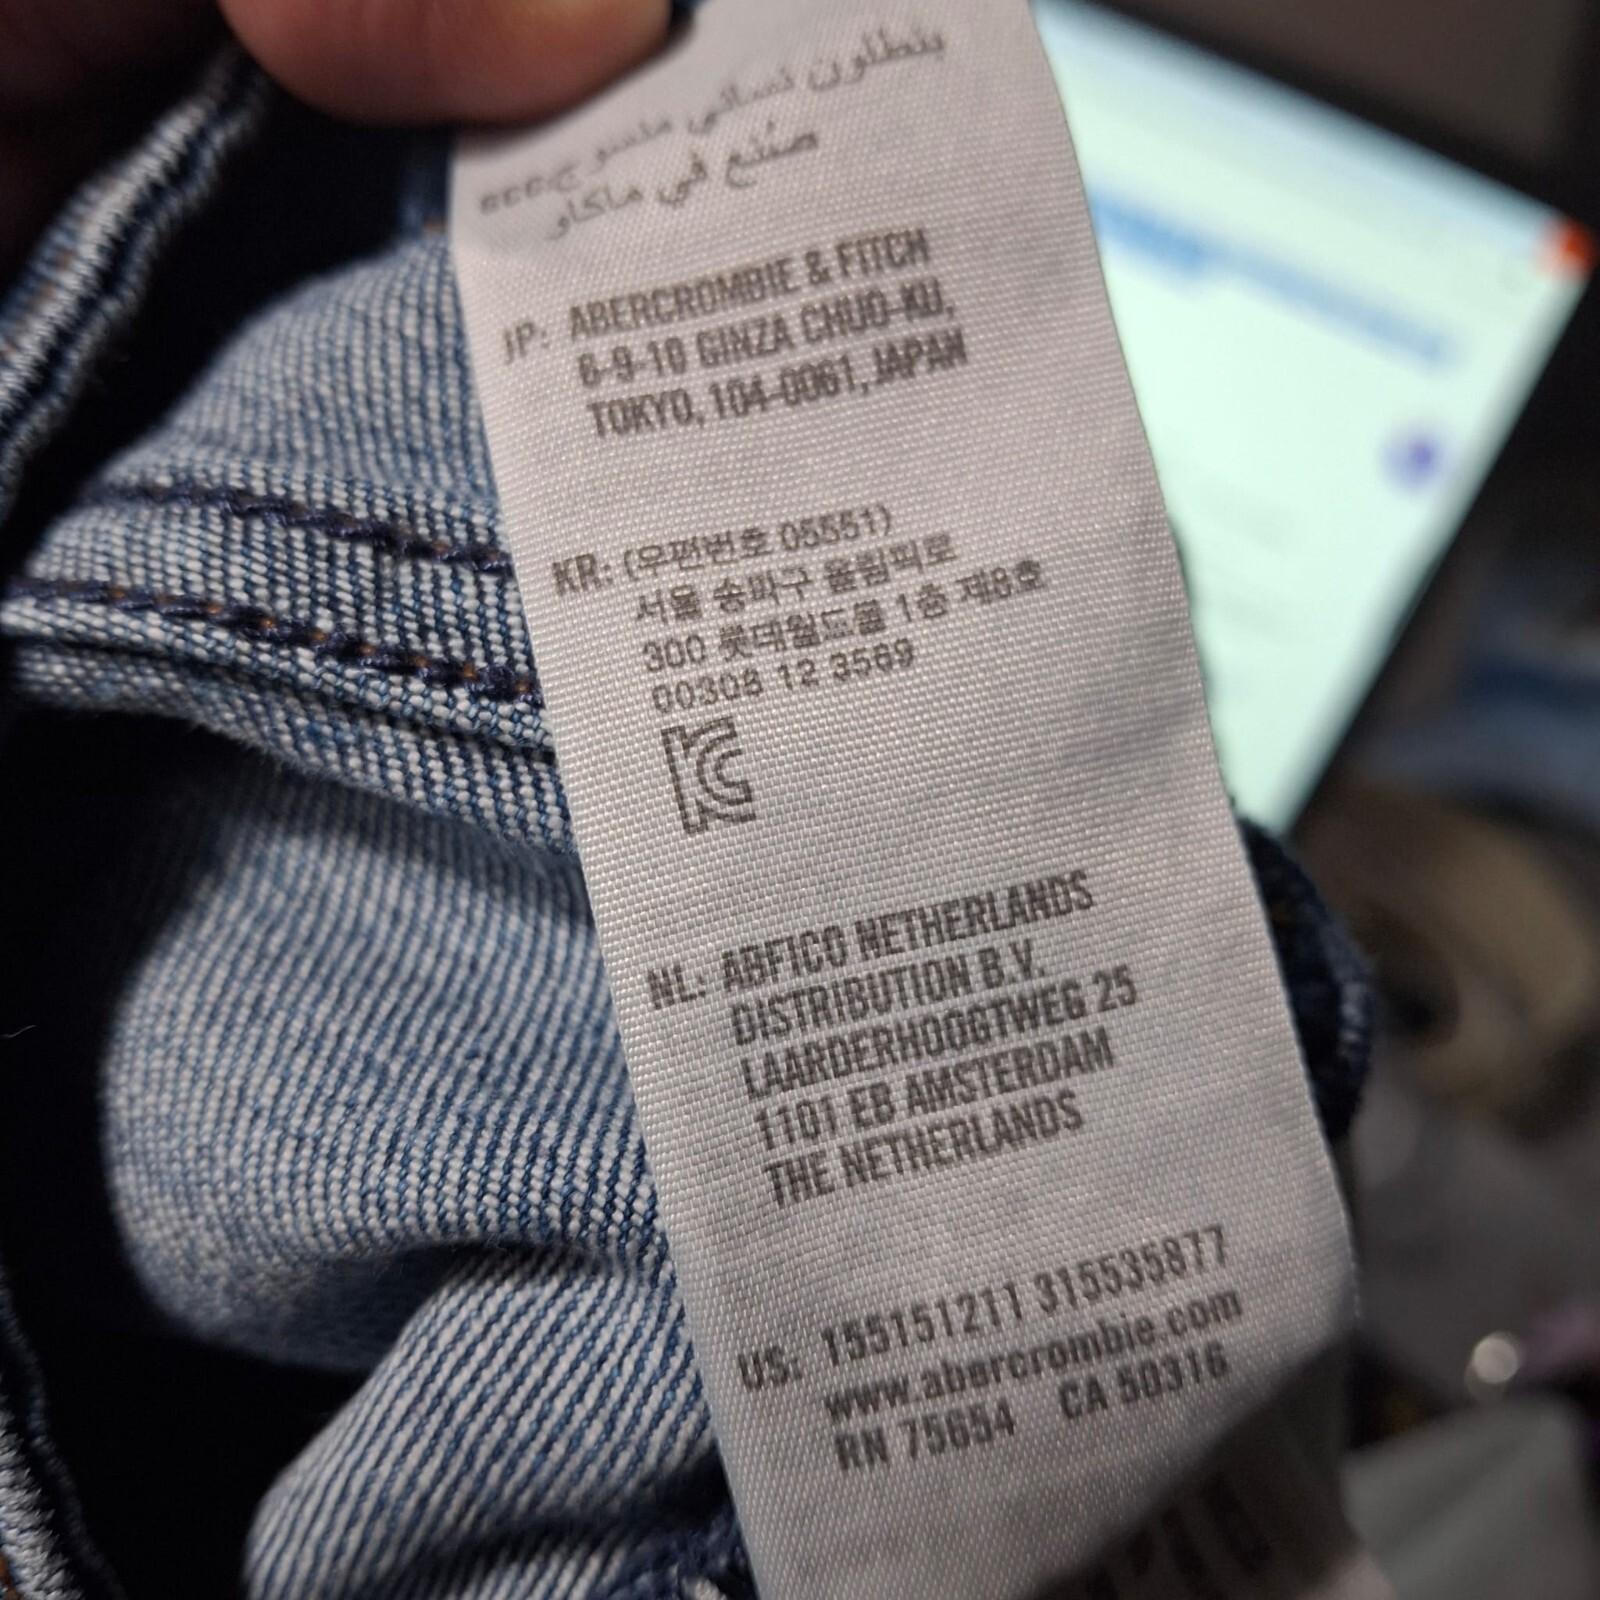 بنطلون نسائي منسوج
صُنع في ماكاو
JP: ABERCROMBIE & FITCH
6-9-10 GINZA CHUO-KU,
TOKYO, 104-0061, JAPAN
KR: (우편번호 05551)
서울 송파구 올림픽로
300 롯데월드몰 1층 제8호
00308 12 3569
NL: ABFICO NETHERLANDS
DISTRIBUTION B.V.
LAARDERHOOGTWEG 25
1101 EB AMSTERDAM
THE NETHERLANDS
US: 155151211 315535877
www.abercrombie.com
RN 75654 CA 50316